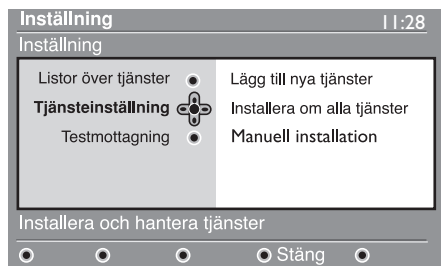 Inställning 11:28
Inställning
Listor över tjänster Lägg till nya tjänster
Tjänsteinställning Installera om alla tjänster
Testmottagning Manuell installation
Installera och hantera tjänster
Stäng